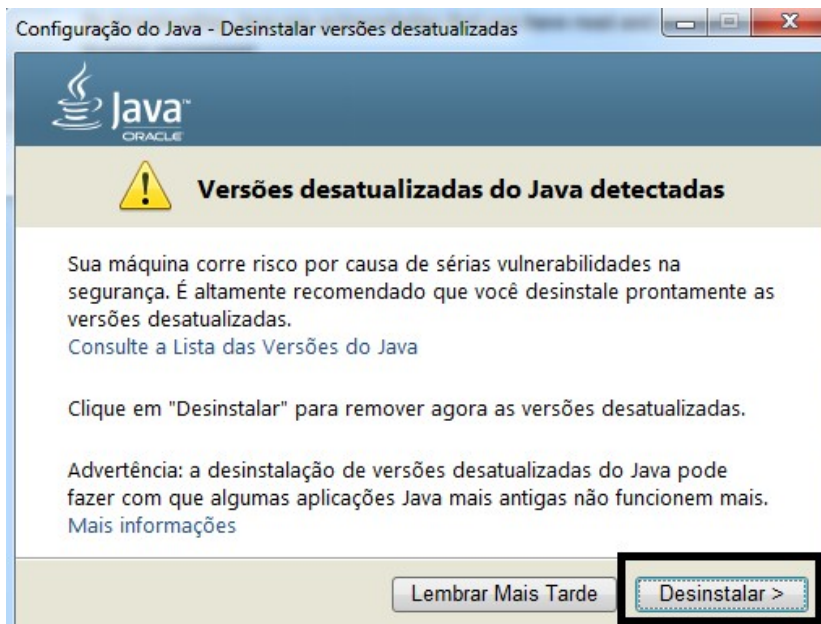 Configuração do Java - Desinstalar versões desatualizadas
Java™
ORACLE
Versões desatualizadas do Java detectadas
Sua máquina corre risco por causa de sérias vulnerabilidades na
segurança. É altamente recomendado que você desinstale prontamente as
versões desatualizadas.
Consulte a Lista das Versões do Java
Clique em "Desinstalar" para remover agora as versões desatualizadas.
Advertência: a desinstalação de versões desatualizadas do Java pode
fazer com que algumas aplicações Java mais antigas não funcionem mais.
Mais informações
Lembrar Mais Tarde
Desinstalar >